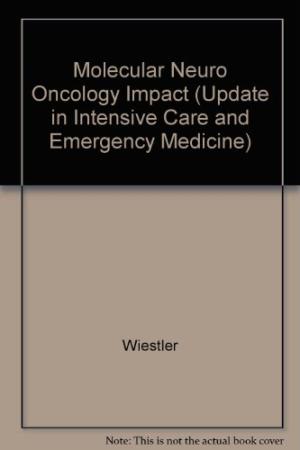 Molecular Neuro
Oncology Impact (Update
in Intensive Care and
Emergency Medicine)
Wiestler
Note: This is not the actual book cover